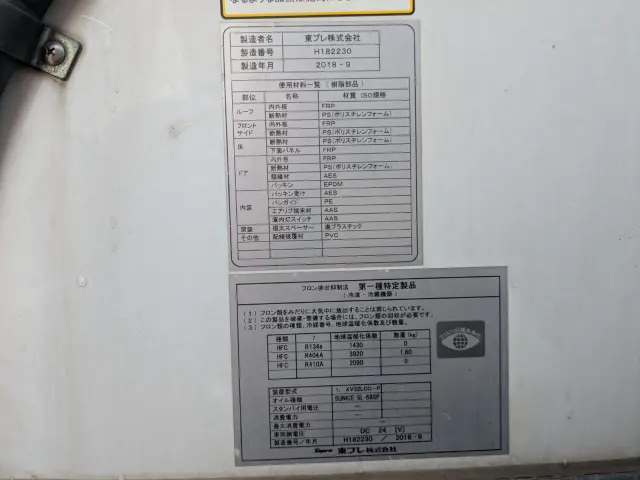 製造者名 東プレ株式会社
製造番号 H182230
製造年月 2018-9
使用材料一覧（樹脂部品）
部位 名称 材質 ISO規格
ルーフ 内外板 FRP
断熱材 PS(ポリスチレンフォーム)
フロント サイド 内外板 FRP
断熱材 PS(ポリスチレンフォーム)
床 断熱材 PS(ポリスチレンフォーム)
下面パネル FRP
ドア 内外板 FRP
断熱材 PS(ポリスチレンフォーム)
AES
パッキン EPDM
内装 パッキン受け AES
パンガイド PE
エアリブ端末材 AAS
庫内灯スイッチ AAS
架装 根太スペーサー 廃プラスチック
その他 配線被覆材 PVC
フロン排出抑制法 第一種特定製品
（冷凍・冷蔵機器）
(1) フロン類をみだりに大気中に放出することは禁じられています。
(2) この製品を破棄・整備する場合には、フロン類の回収が必要です。
(3) フロン類の種類、冷媒番号、地球温暖化係数及び数量。
種類 地球温暖化係数 数量(kg)
HFC R134a 1430 0
HFC R404A 3920 1.80
HFC R410A 2090 0
装置型式
オイル種類 SUNICE SL-68SF
スタンバイ用電圧 —
消費電力 —
最大消費電力 —
車両側電圧 DC 24 [V]
製造番号／年月 H182230 / 2018-9
東プレ株式会社